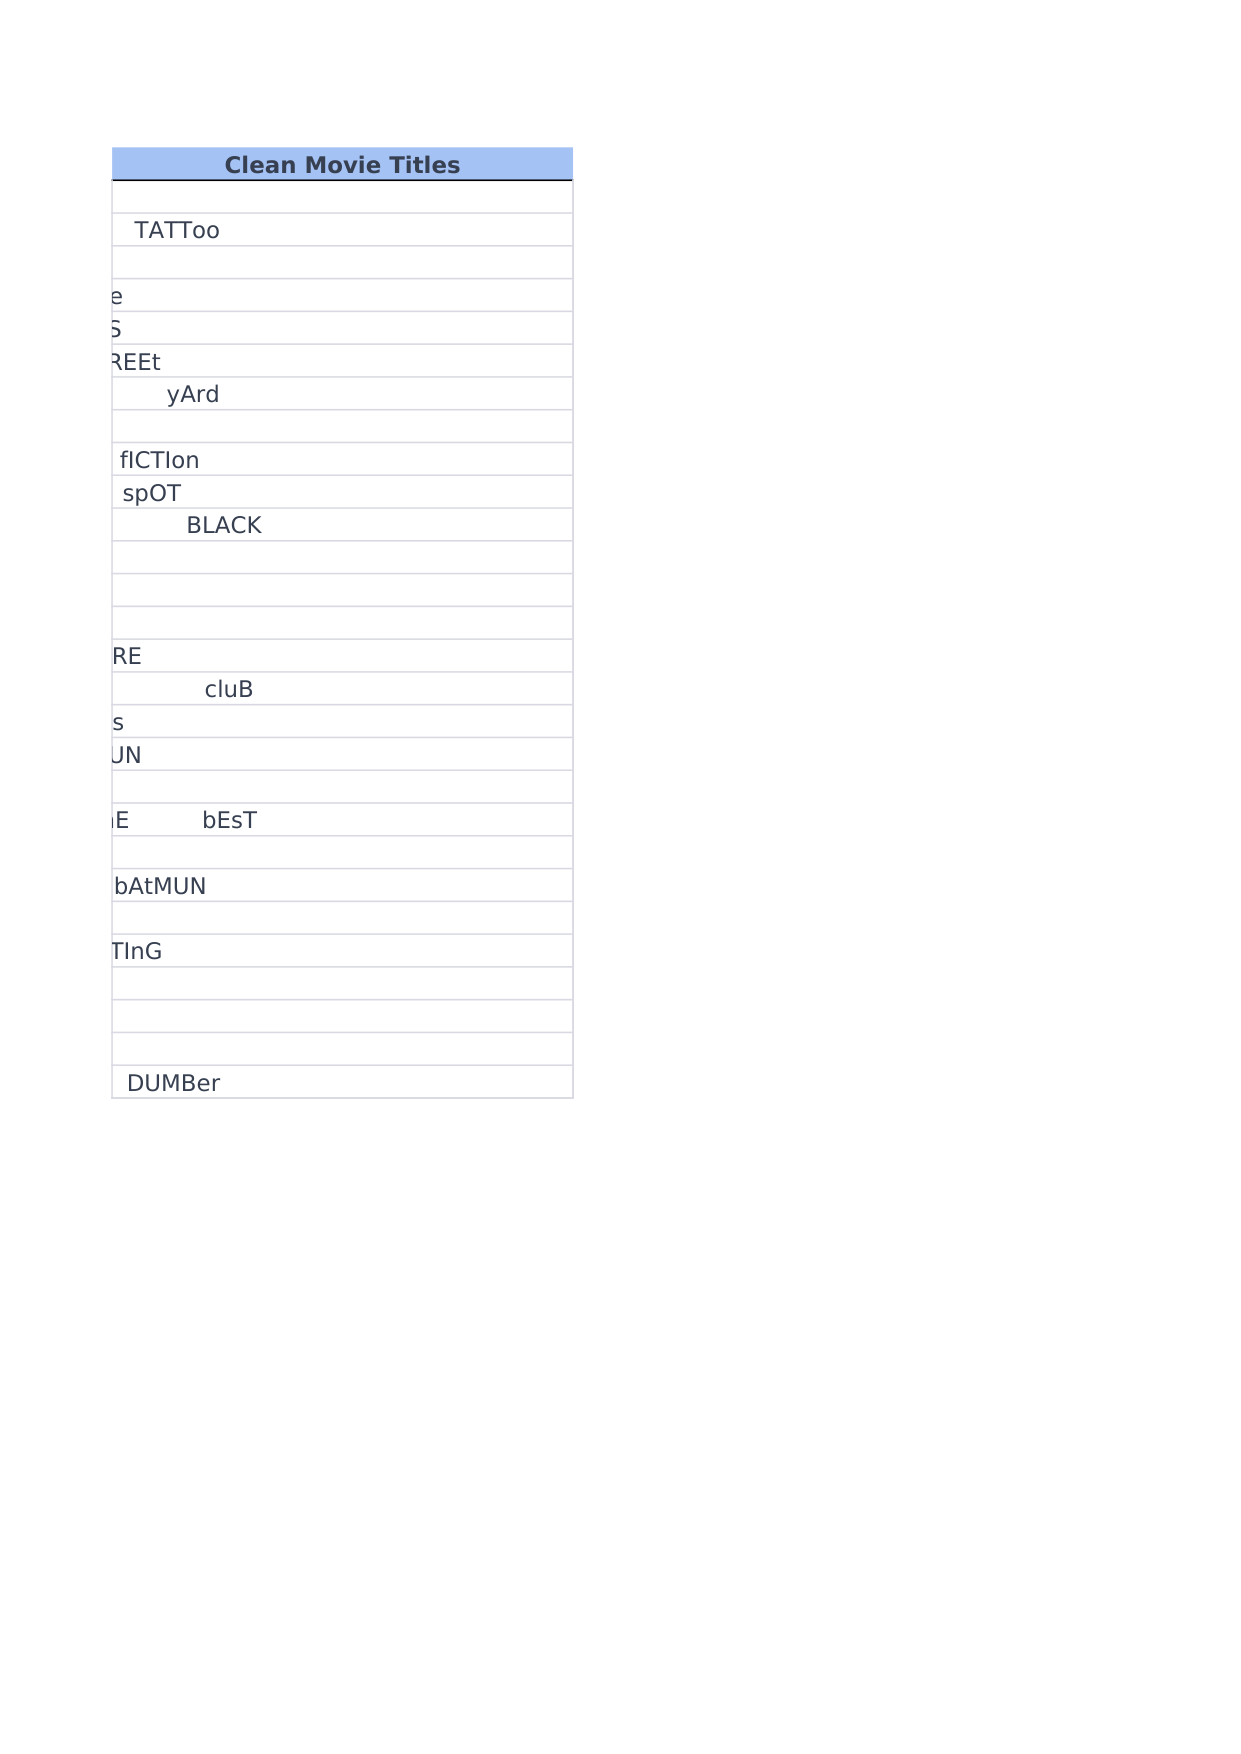 Clean Movie Titles
TATToo
e
S
REEt
yArd
fICTIon
spOT
BLACK
RE
cluB
s
UN
E bEsT
bAtMUN
TInG
DUMBer